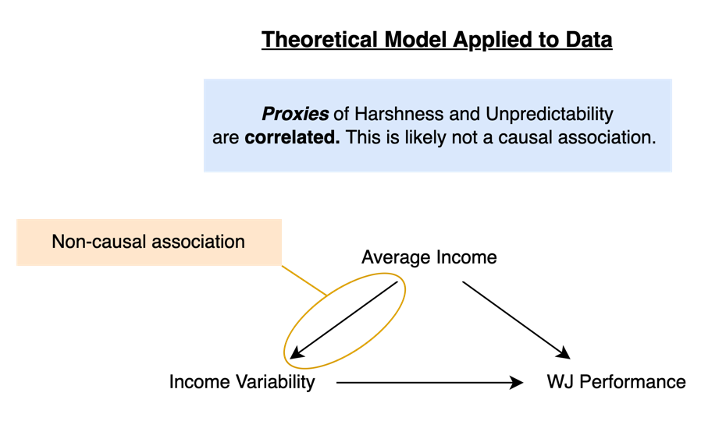 Theoretical Model Applied to Data
Proxies of Harshness and Unpredictability
are correlated. This is likely not a causal association.
Non-causal association
Average Income
Income Variability
WJ Performance